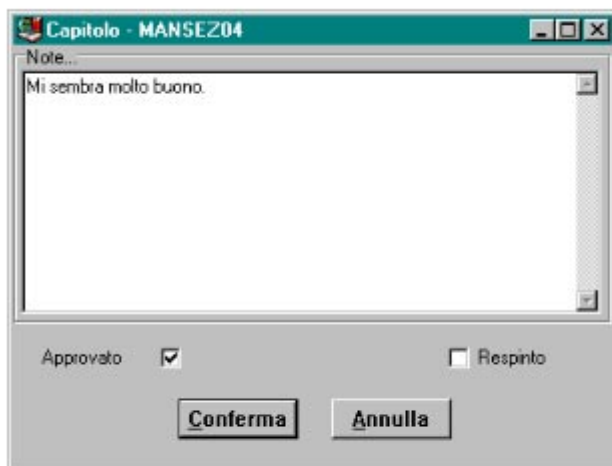 Capitolo - MANSEZ04
Note...
Mi sembra molto buono.
Approvato
Respinto
Conferma
Annulla